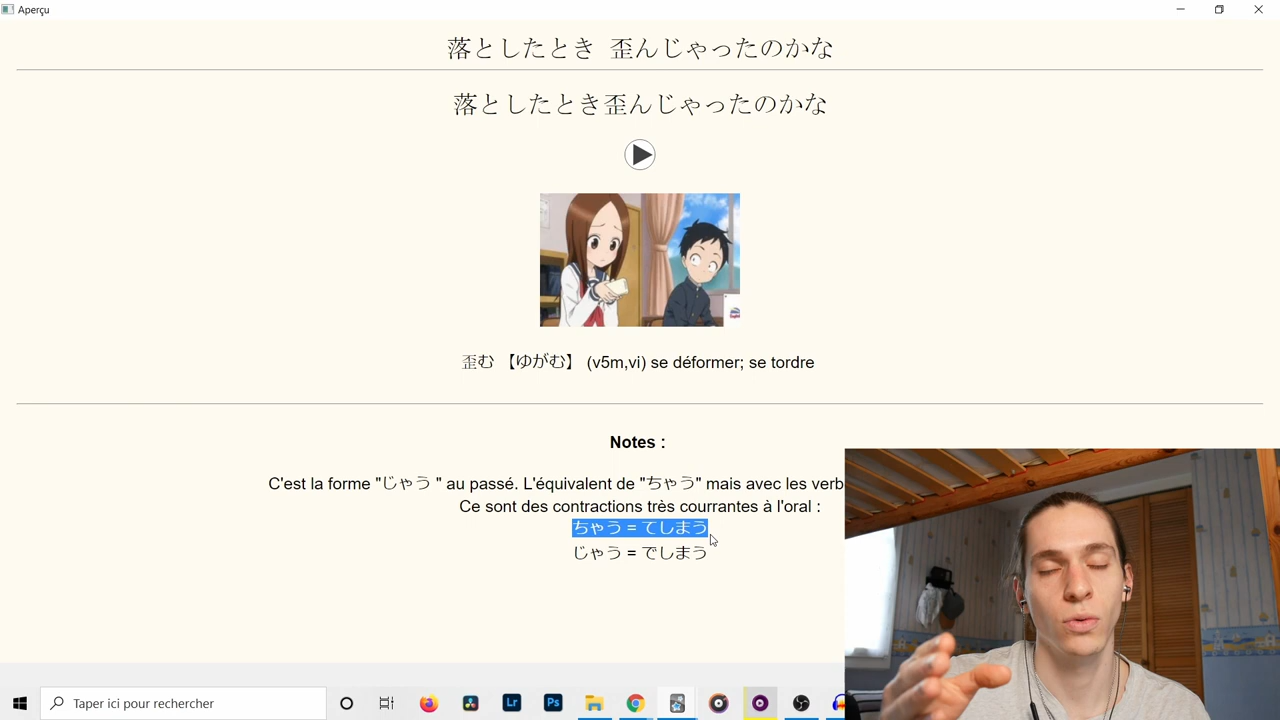 Aperçu
落としたとき 歪んじゃったのかな
落としたとき歪んじゃったのかな
歪む 【ゆがむ】 (v5m,vi) se déformer; se tordre
Notes :
C'est la forme "じゃう " au passé. L'équivalent de "ちゃう" mais avec les
Ce sont des contractions très courrantes à l'oral :
ちゃう = てしまう
じゃう = でしまう
Taper ici pour rechercher
Lr
Ps